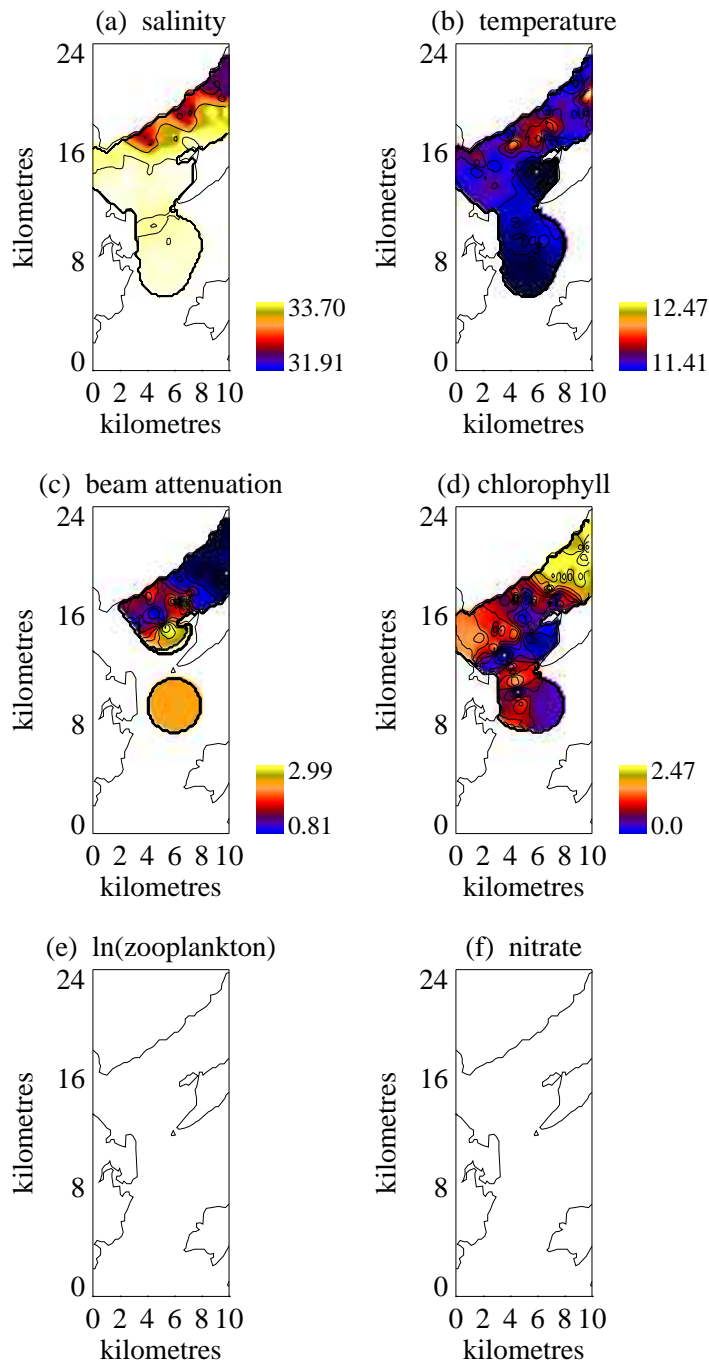 (a) salinity
(b) temperature
24
16
8
0
kilometres
0 2 4 6 8 10
kilometres
33.70
31.91
24
16
8
0
kilometres
0 2 4 6 8 10
kilometres
12.47
11.41
(c) beam attenuation
(d) chlorophyll
24
16
8
0
kilometres
0 2 4 6 8 10
kilometres
2.99
0.81
24
16
8
0
kilometres
0 2 4 6 8 10
kilometres
2.47
0.0
(e) ln(zooplankton)
(f) nitrate
24
16
8
0
kilometres
0 2 4 6 8 10
kilometres
24
16
8
0
kilometres
0 2 4 6 8 10
kilometres